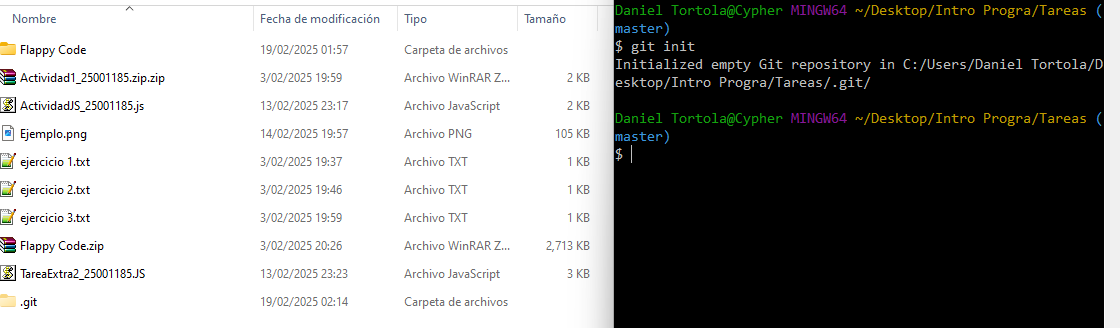 Nombre Fecha de modificación Tipo Tamaño
Flappy Code 19/02/2025 01:57 Carpeta de archivos
Actividad1_25001185.zip.zip 3/02/2025 19:59 Archivo WinRAR Z... 2 KB
ActividadJS_25001185.js 13/02/2025 23:17 Archivo JavaScript 2 KB
Ejemplo.png 14/02/2025 19:57 Archivo PNG 105 KB
ejercicio 1.txt 3/02/2025 19:37 Archivo TXT 1 KB
ejercicio 2.txt 3/02/2025 19:46 Archivo TXT 1 KB
ejercicio 3.txt 3/02/2025 19:59 Archivo TXT 1 KB
Flappy Code.zip 3/02/2025 20:26 Archivo WinRAR Z... 2,713 KB
TareaExtra2_25001185.JS 13/02/2025 23:23 Archivo JavaScript 3 KB
.git 19/02/2025 02:14 Carpeta de archivos
Daniel Tortola@Cypher MINGW64 ~/Desktop/Intro Progra/Tareas (
master)
$ git init
Initialized empty Git repository in C:/Users/Daniel Tortola/D
esktop/Intro Progra/Tareas/.git/
Daniel Tortola@Cypher MINGW64 ~/Desktop/Intro Progra/Tareas (
master)
$